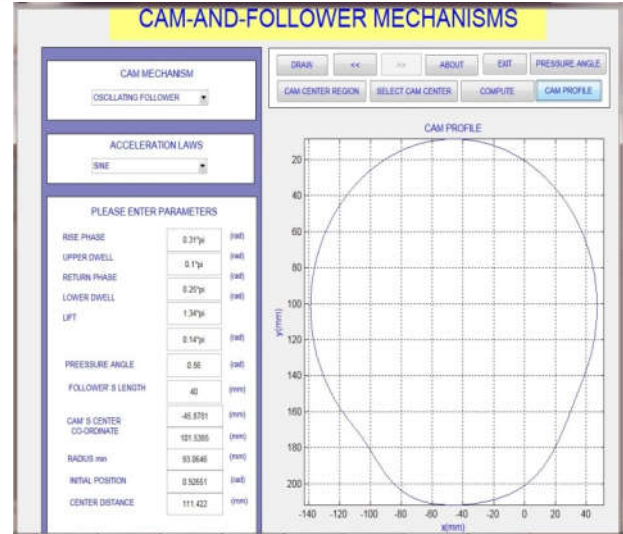 CAM-AND-FOLLOWER MECHANISMS
CAM MECHANISM
OSCILLATING FOLLOWER
ACCELERATION LAWS
SINE
PLEASE ENTER PARAMETERS
RISE PHASE 0.31*pi (rad)
UPPER DWELL 0.1*pi (rad)
RETURN PHASE 0.25*pi (rad)
LOWER DWELL 1.34*pi (rad)
LIFT 0.14*pi (rad)
PREESSURE ANGLE 0.56 (rad)
FOLLOWER'S LENGTH 40 (mm)
CAM'S CENTER CO-ORDINATE -45.8781 (mm)
101.5385 (mm)
RADIUS min 93.0646 (mm)
INITIAL POSITION 0.92651 (rad)
CENTER DISTANCE 111.422 (mm)
DRAW << >> ABOUT EXIT PRESSURE ANGLE
CAM CENTER REGION SELECT CAM CENTER COMPUTE CAM PROFILE
CAM PROFILE
20
40
60
80
100
120
140
160
180
200
y(mm)
-140 -120 -100 -80 -60 -40 -20 0 20 40
x(mm)